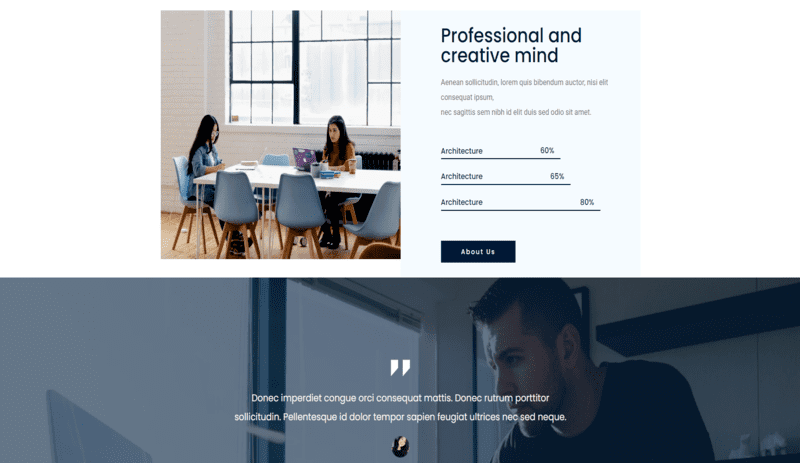 Professional and
creative mind
Aenean sollicitudin, lorem quis bibendum auctor, nisi elit
consequat ipsum,
nec sagittis sem nibh id elit duis sed odio sit amet.
Architecture 60%
Architecture 65%
Architecture 80%
About Us
"
Donec imperdiet congue orci consequat mattis. Donec rutrum porttitor
sollicitudin. Pellentesque id dolor tempor sapien feugiat ultrices nec sed neque.